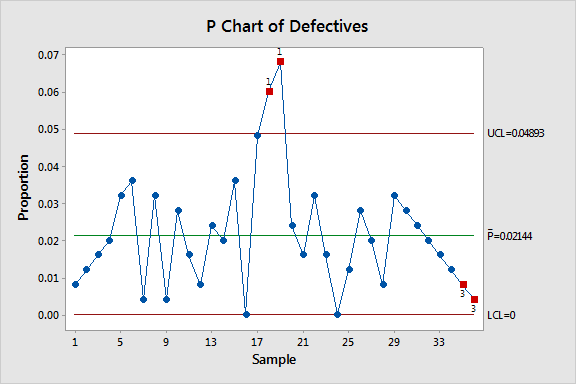 P Chart of Defectives
0.07
0.06
0.05
0.04
0.03
0.02
0.01
0.00
Proportion
1
1
3
3
UCL=0.04893
P̄=0.02144
LCL=0
1 5 9 13 17 21 25 29 33
Sample